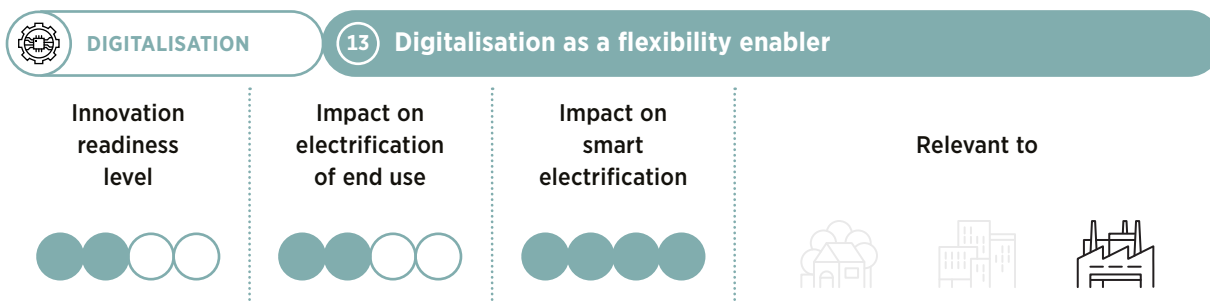 DIGITALISATION
13 Digitalisation as a flexibility enabler
Innovation
readiness
level
Impact on
electrification
of end use
Impact on
smart
electrification
Relevant to